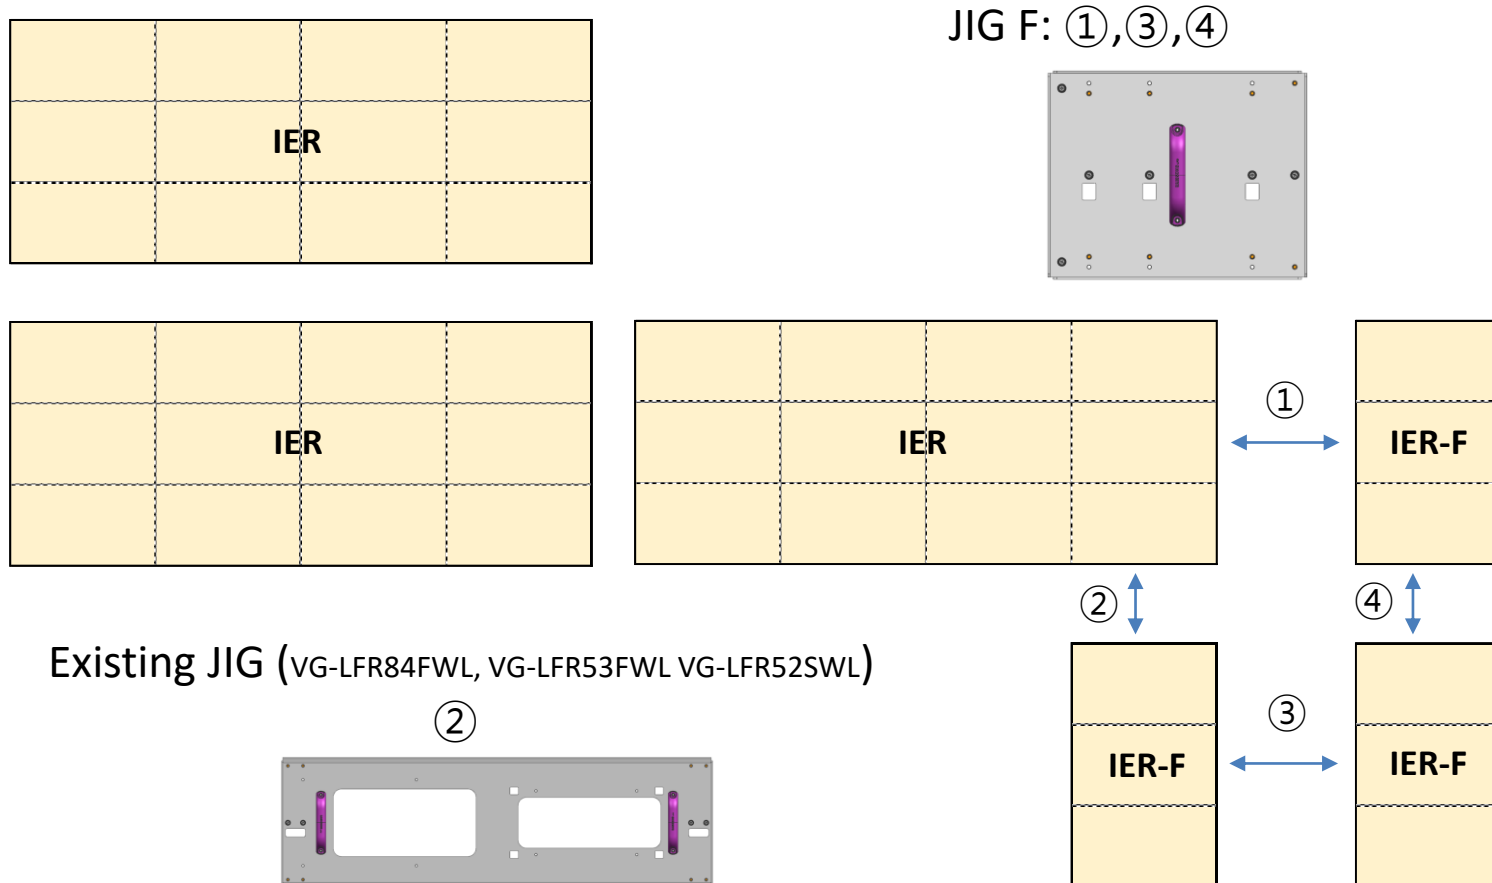 JIG F: ①,③,④
IER
IER
IER
①
IER-F
②
④
Existing JIG (VG-LFR84FWL, VG-LFR53FWL VG-LFR52SWL)
②
③
IER-F
IER-F